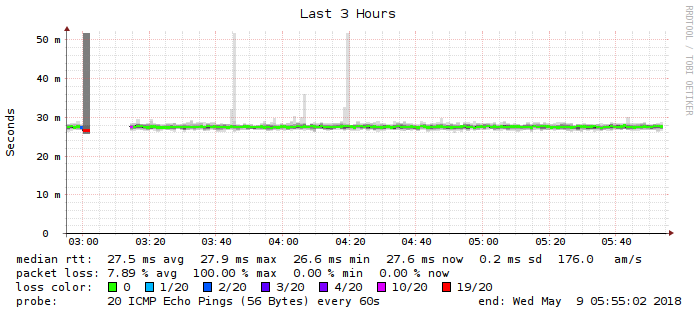 Last 3 Hours
RRDTOOL / TOBI OETIKER
Seconds
50 m
40 m
30 m
20 m
10 m
0
03:00 03:20 03:40 04:00 04:20 04:40 05:00 05:20 05:40
median rtt: 27.5 ms avg 27.9 ms max 26.6 ms min 27.6 ms now 0.2 ms sd 176.0 am/s
packet loss: 7.89 % avg 100.00 % max 0.00 % min 0.00 % now
loss color: 0 1/20 2/20 3/20 4/20 10/20 19/20
probe: 20 ICMP Echo Pings (56 Bytes) every 60s end: Wed May 9 05:55:02 2018